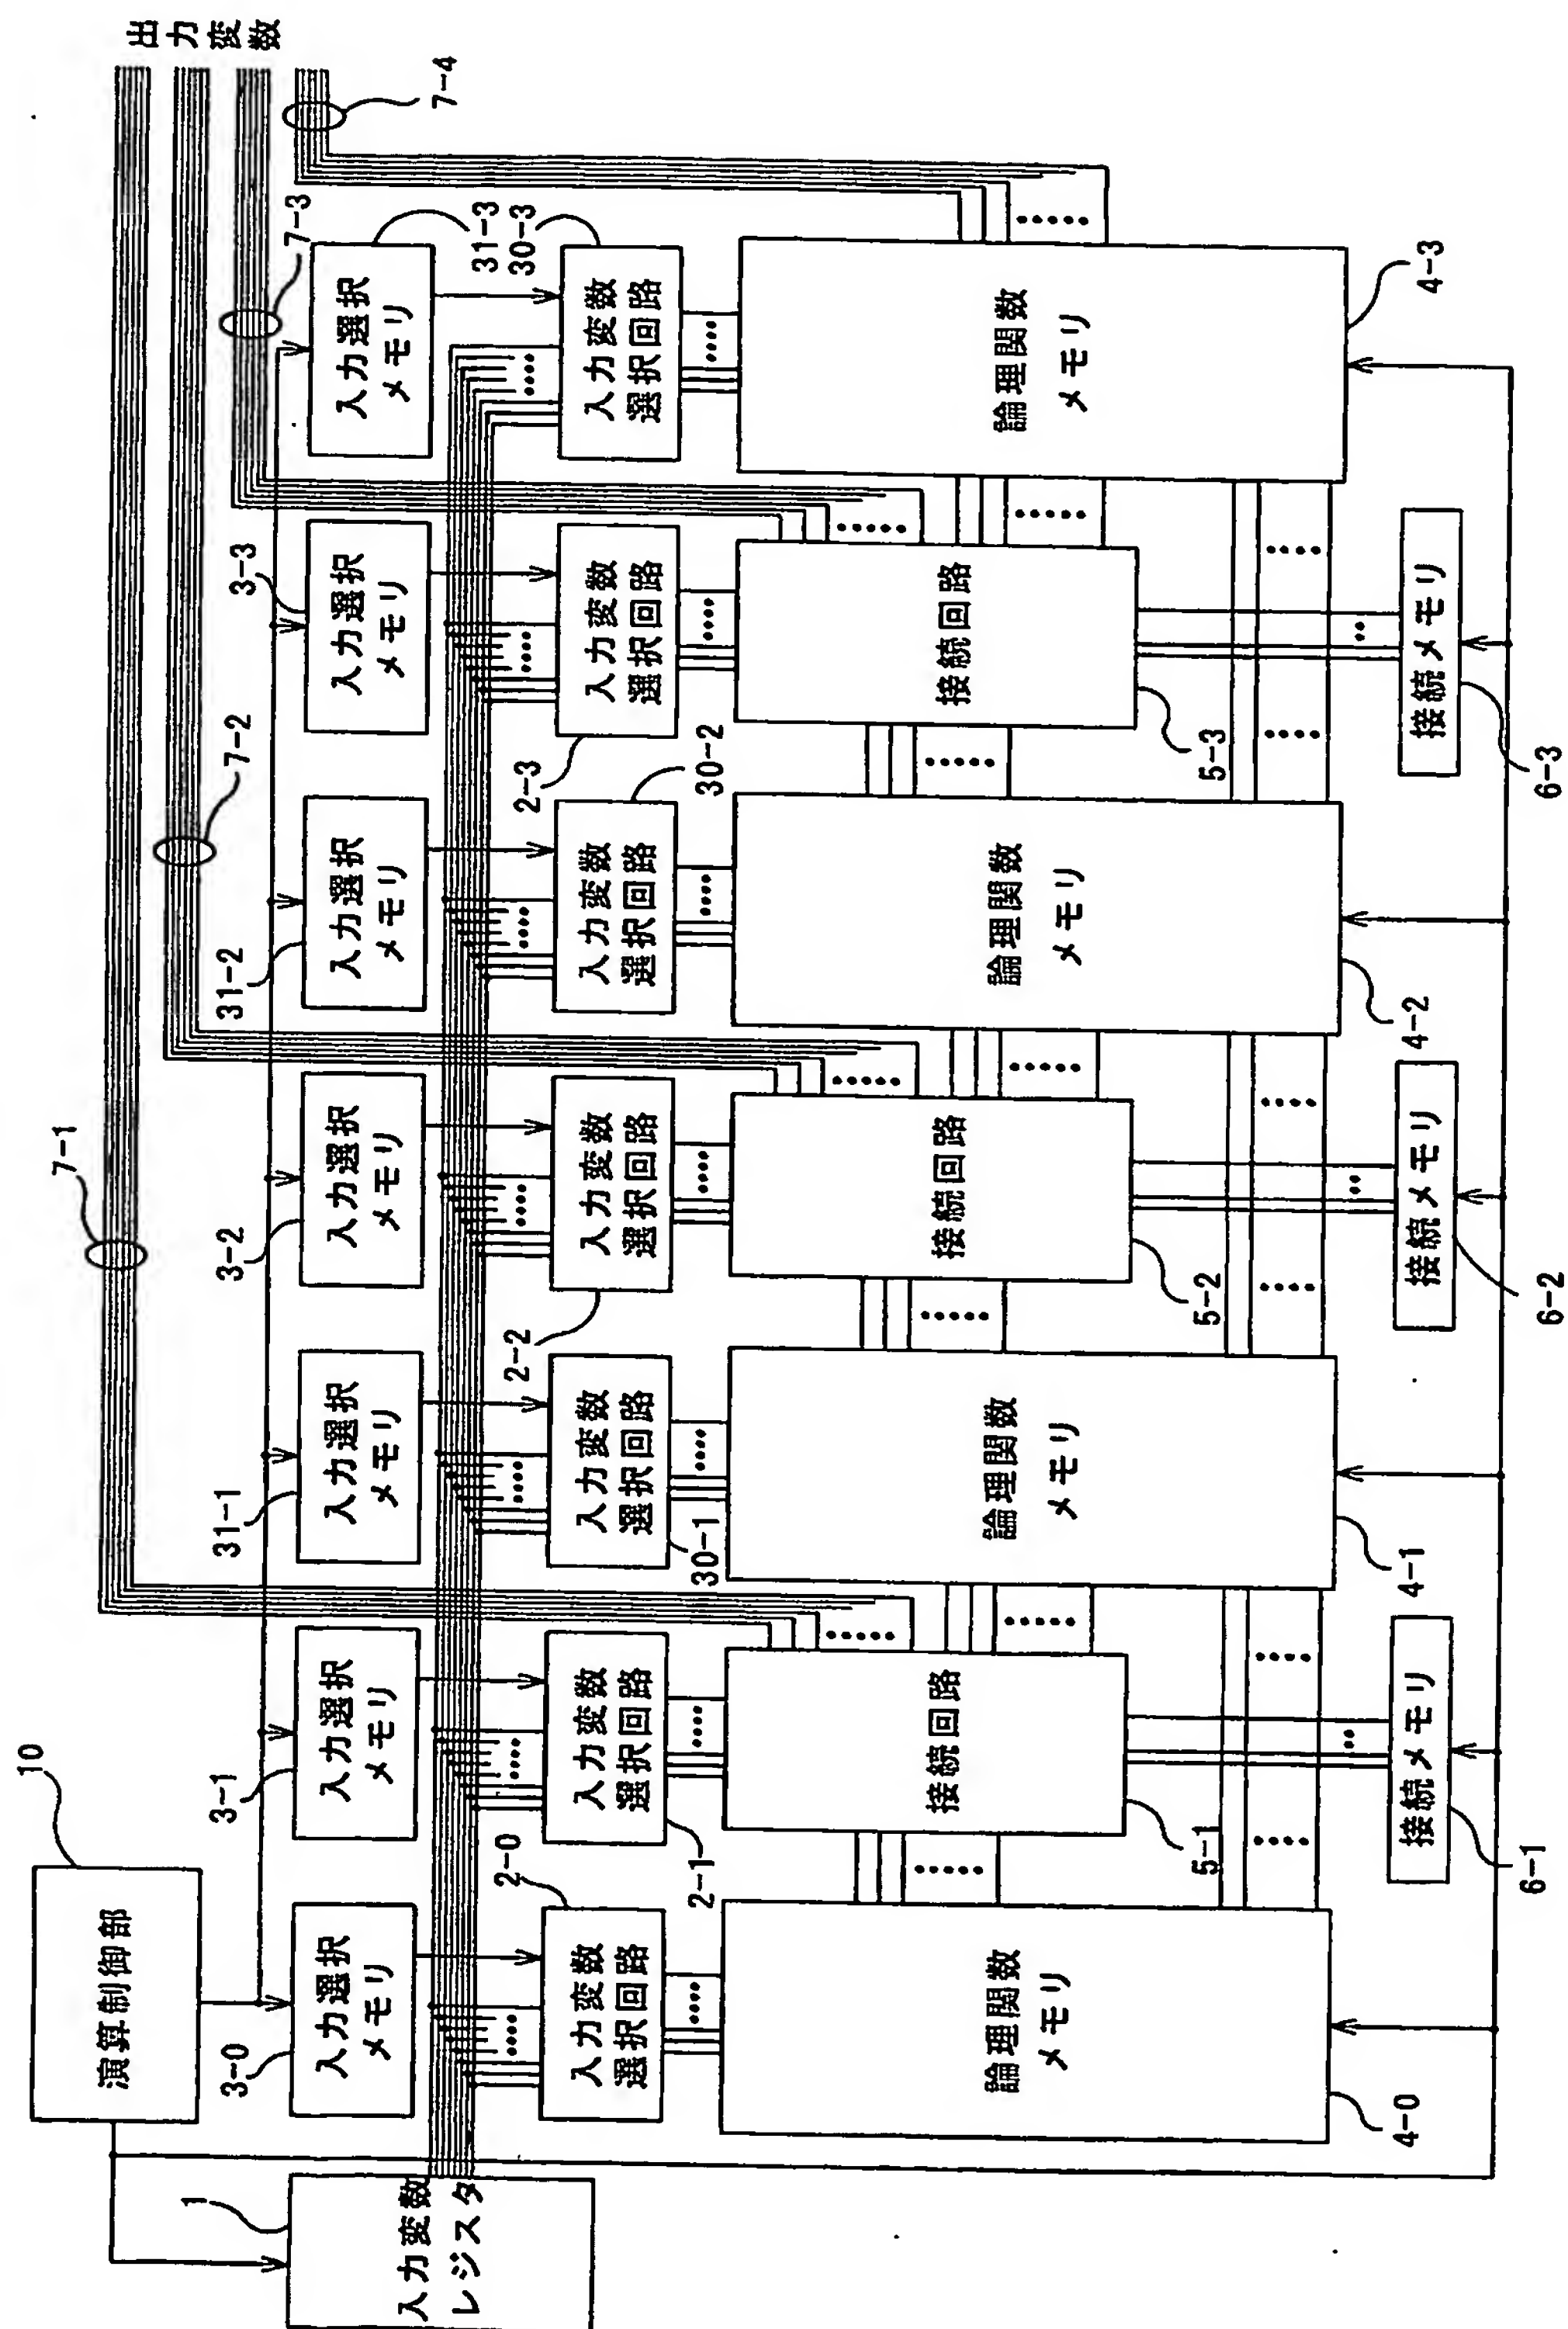 出力変数
10
演算制御部
1
入力変数
レジスタ
7-1
7-2
7-3
7-4
3-0
入力選択
メモリ
3-1
入力選択
メモリ
31-1
入力選択
メモリ
3-2
入力選択
メモリ
31-2
入力選択
メモリ
3-3
入力選択
メモリ
31-3
入力選択
メモリ
2-0
入力変数
選択回路
2-1
入力変数
選択回路
30-1
入力変数
選択回路
2-2
入力変数
選択回路
30-2
入力変数
選択回路
2-3
入力変数
選択回路
30-3
入力変数
選択回路
論理関数
メモリ
4-0
接続回路
5-1
論理関数
メモリ
4-1
接続回路
5-2
論理関数
メモリ
4-2
接続回路
5-3
論理関数
メモリ
4-3
接続メモリ
6-1
接続メモリ
6-2
接続メモリ
6-3